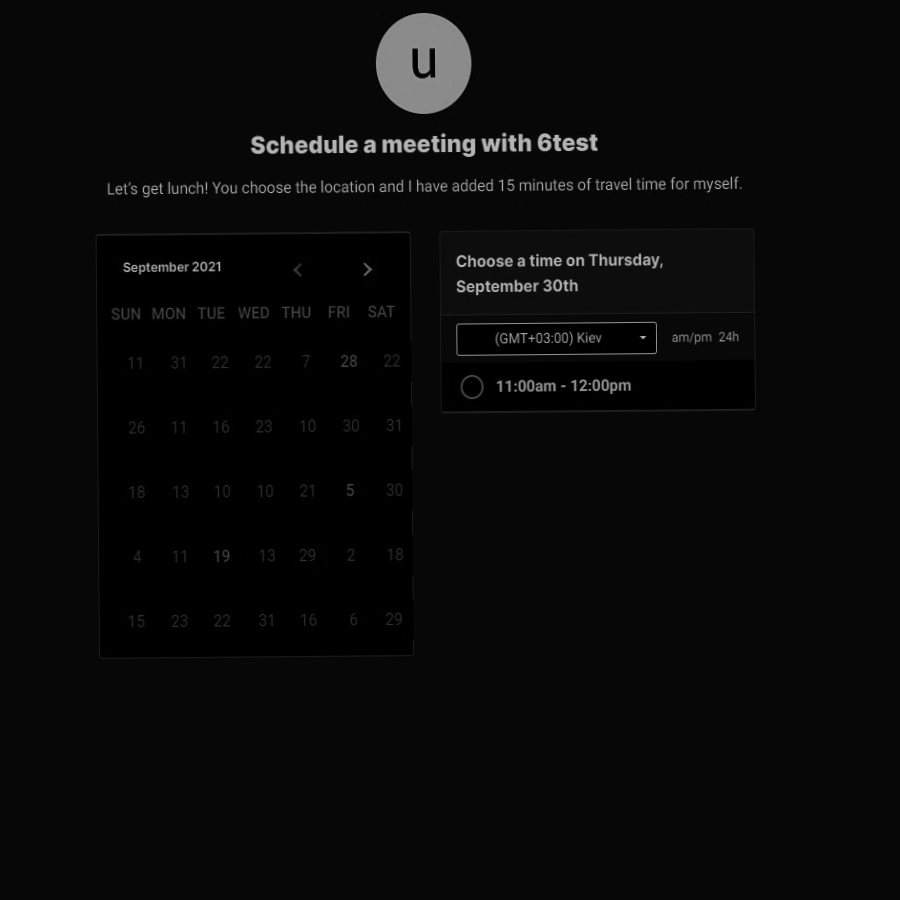 u
Schedule a meeting with 6test
Let's get lunch! You choose the location and I have added 15 minutes of travel time for myself.
September 2021
SUN MON TUE WED THU FRI SAT
11 31 22 22 7 28 22
26 11 16 23 10 30 31
18 13 10 10 21 5 30
4 11 19 13 29 2 18
15 23 22 31 16 6 29
Choose a time on Thursday,
September 30th
(GMT+03:00) Kiev am/pm 24h
11:00am - 12:00pm